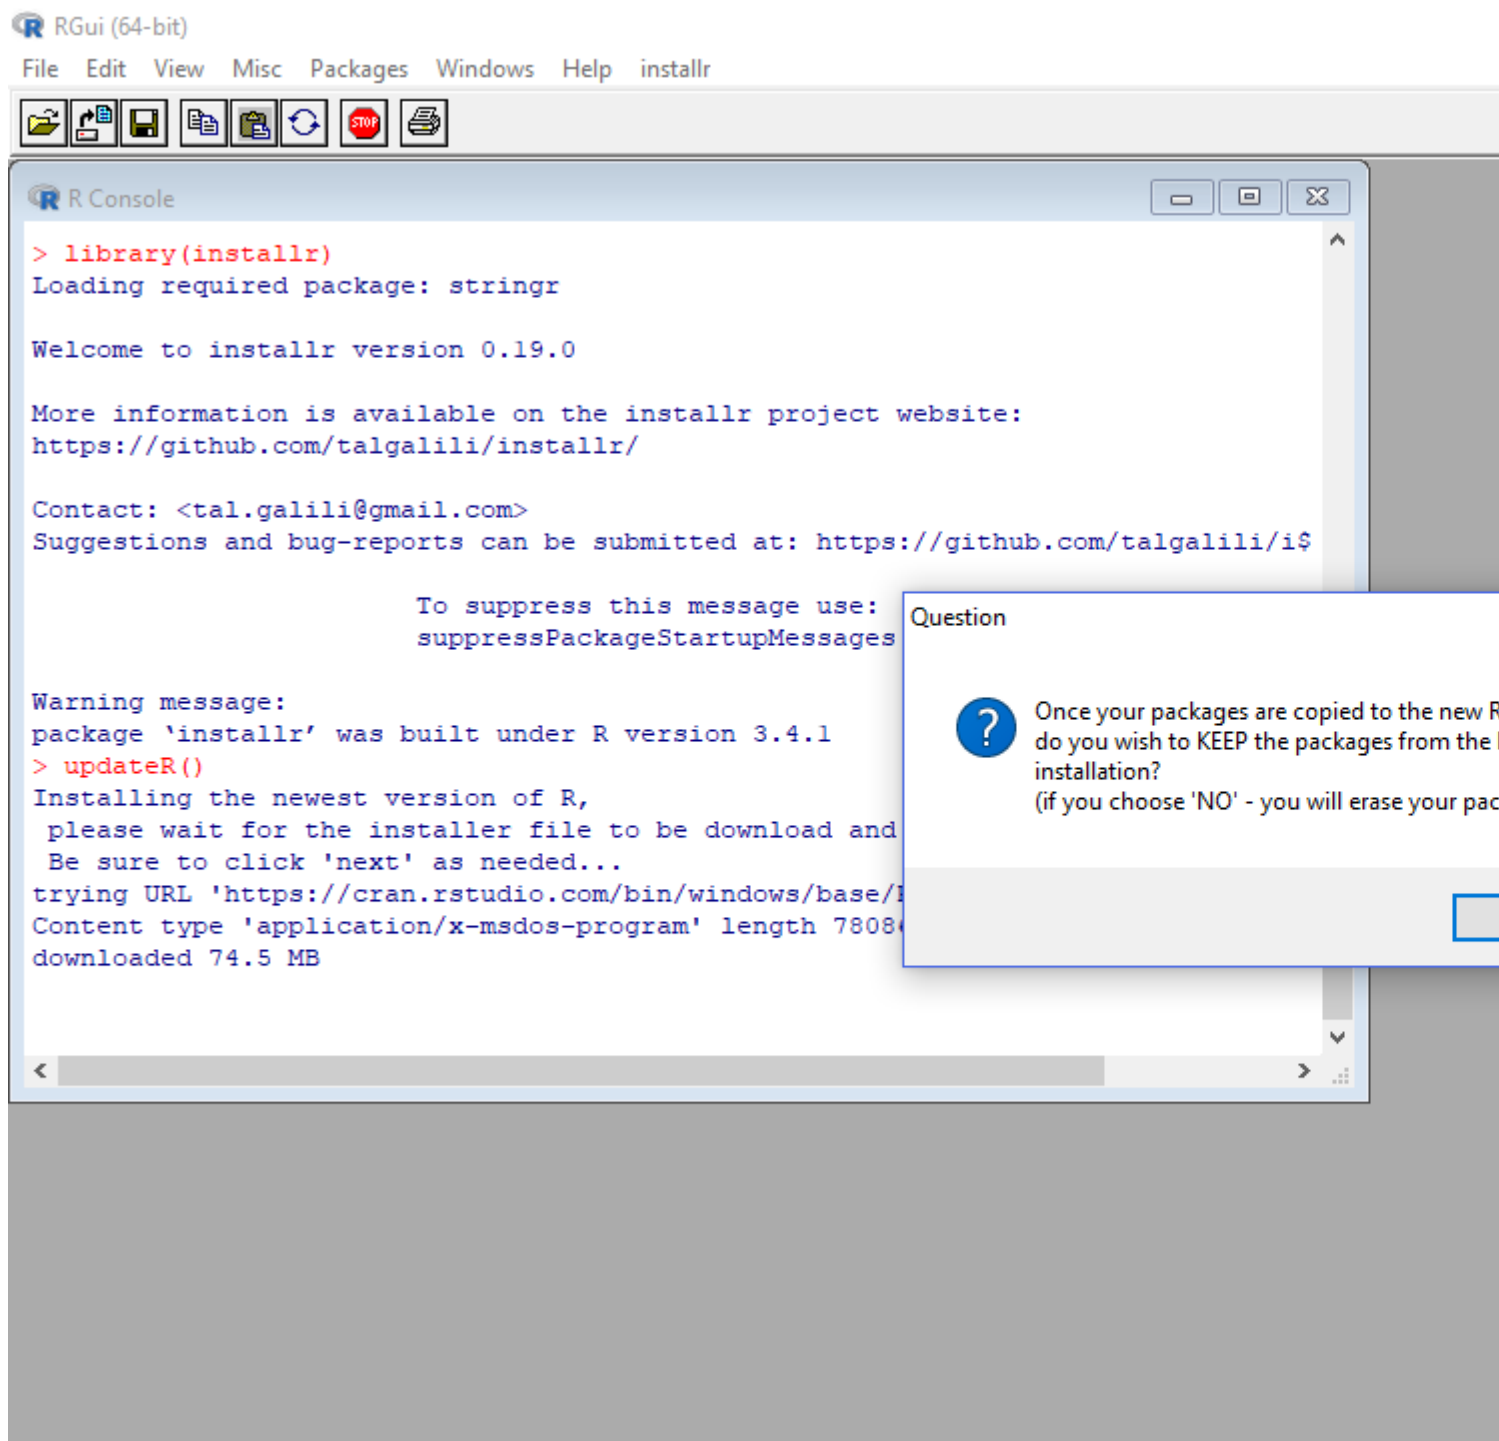 RGui (64-bit)
File Edit View Misc Packages Windows Help installr
STOP
R Console
> library(installr)
Loading required package: stringr
Welcome to installr version 0.19.0
More information is available on the installr project website:
https://github.com/talgalili/installr/
Contact: <tal.galili@gmail.com>
Suggestions and bug-reports can be submitted at: https://github.com/talgalili/i$
To suppress this message use:
suppressPackageStartupMessages
Warning message:
package ‘installr’ was built under R version 3.4.1
> updateR()
Installing the newest version of R,
please wait for the installer file to be download and
Be sure to click 'next' as needed...
trying URL 'https://cran.rstudio.com/bin/windows/base/
Content type 'application/x-msdos-program' length 7808
downloaded 74.5 MB
Question
Once your packages are copied to the new R
do you wish to KEEP the packages from the
installation?
(if you choose 'NO' - you will erase your pac